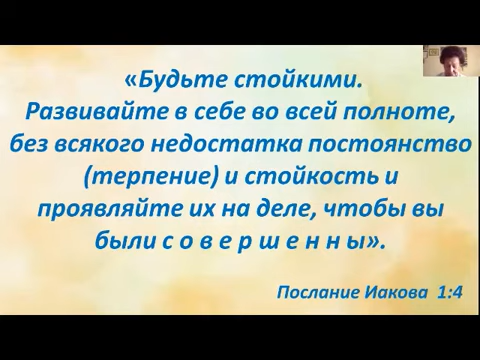 «Будьте стойкими.
Развивайте в себе во всей полноте,
без всякого недостатка постоянство
(терпение) и стойкость и
проявляйте их на деле, чтобы вы
были с о в е р ш е н н ы».
Послание Иакова 1:4